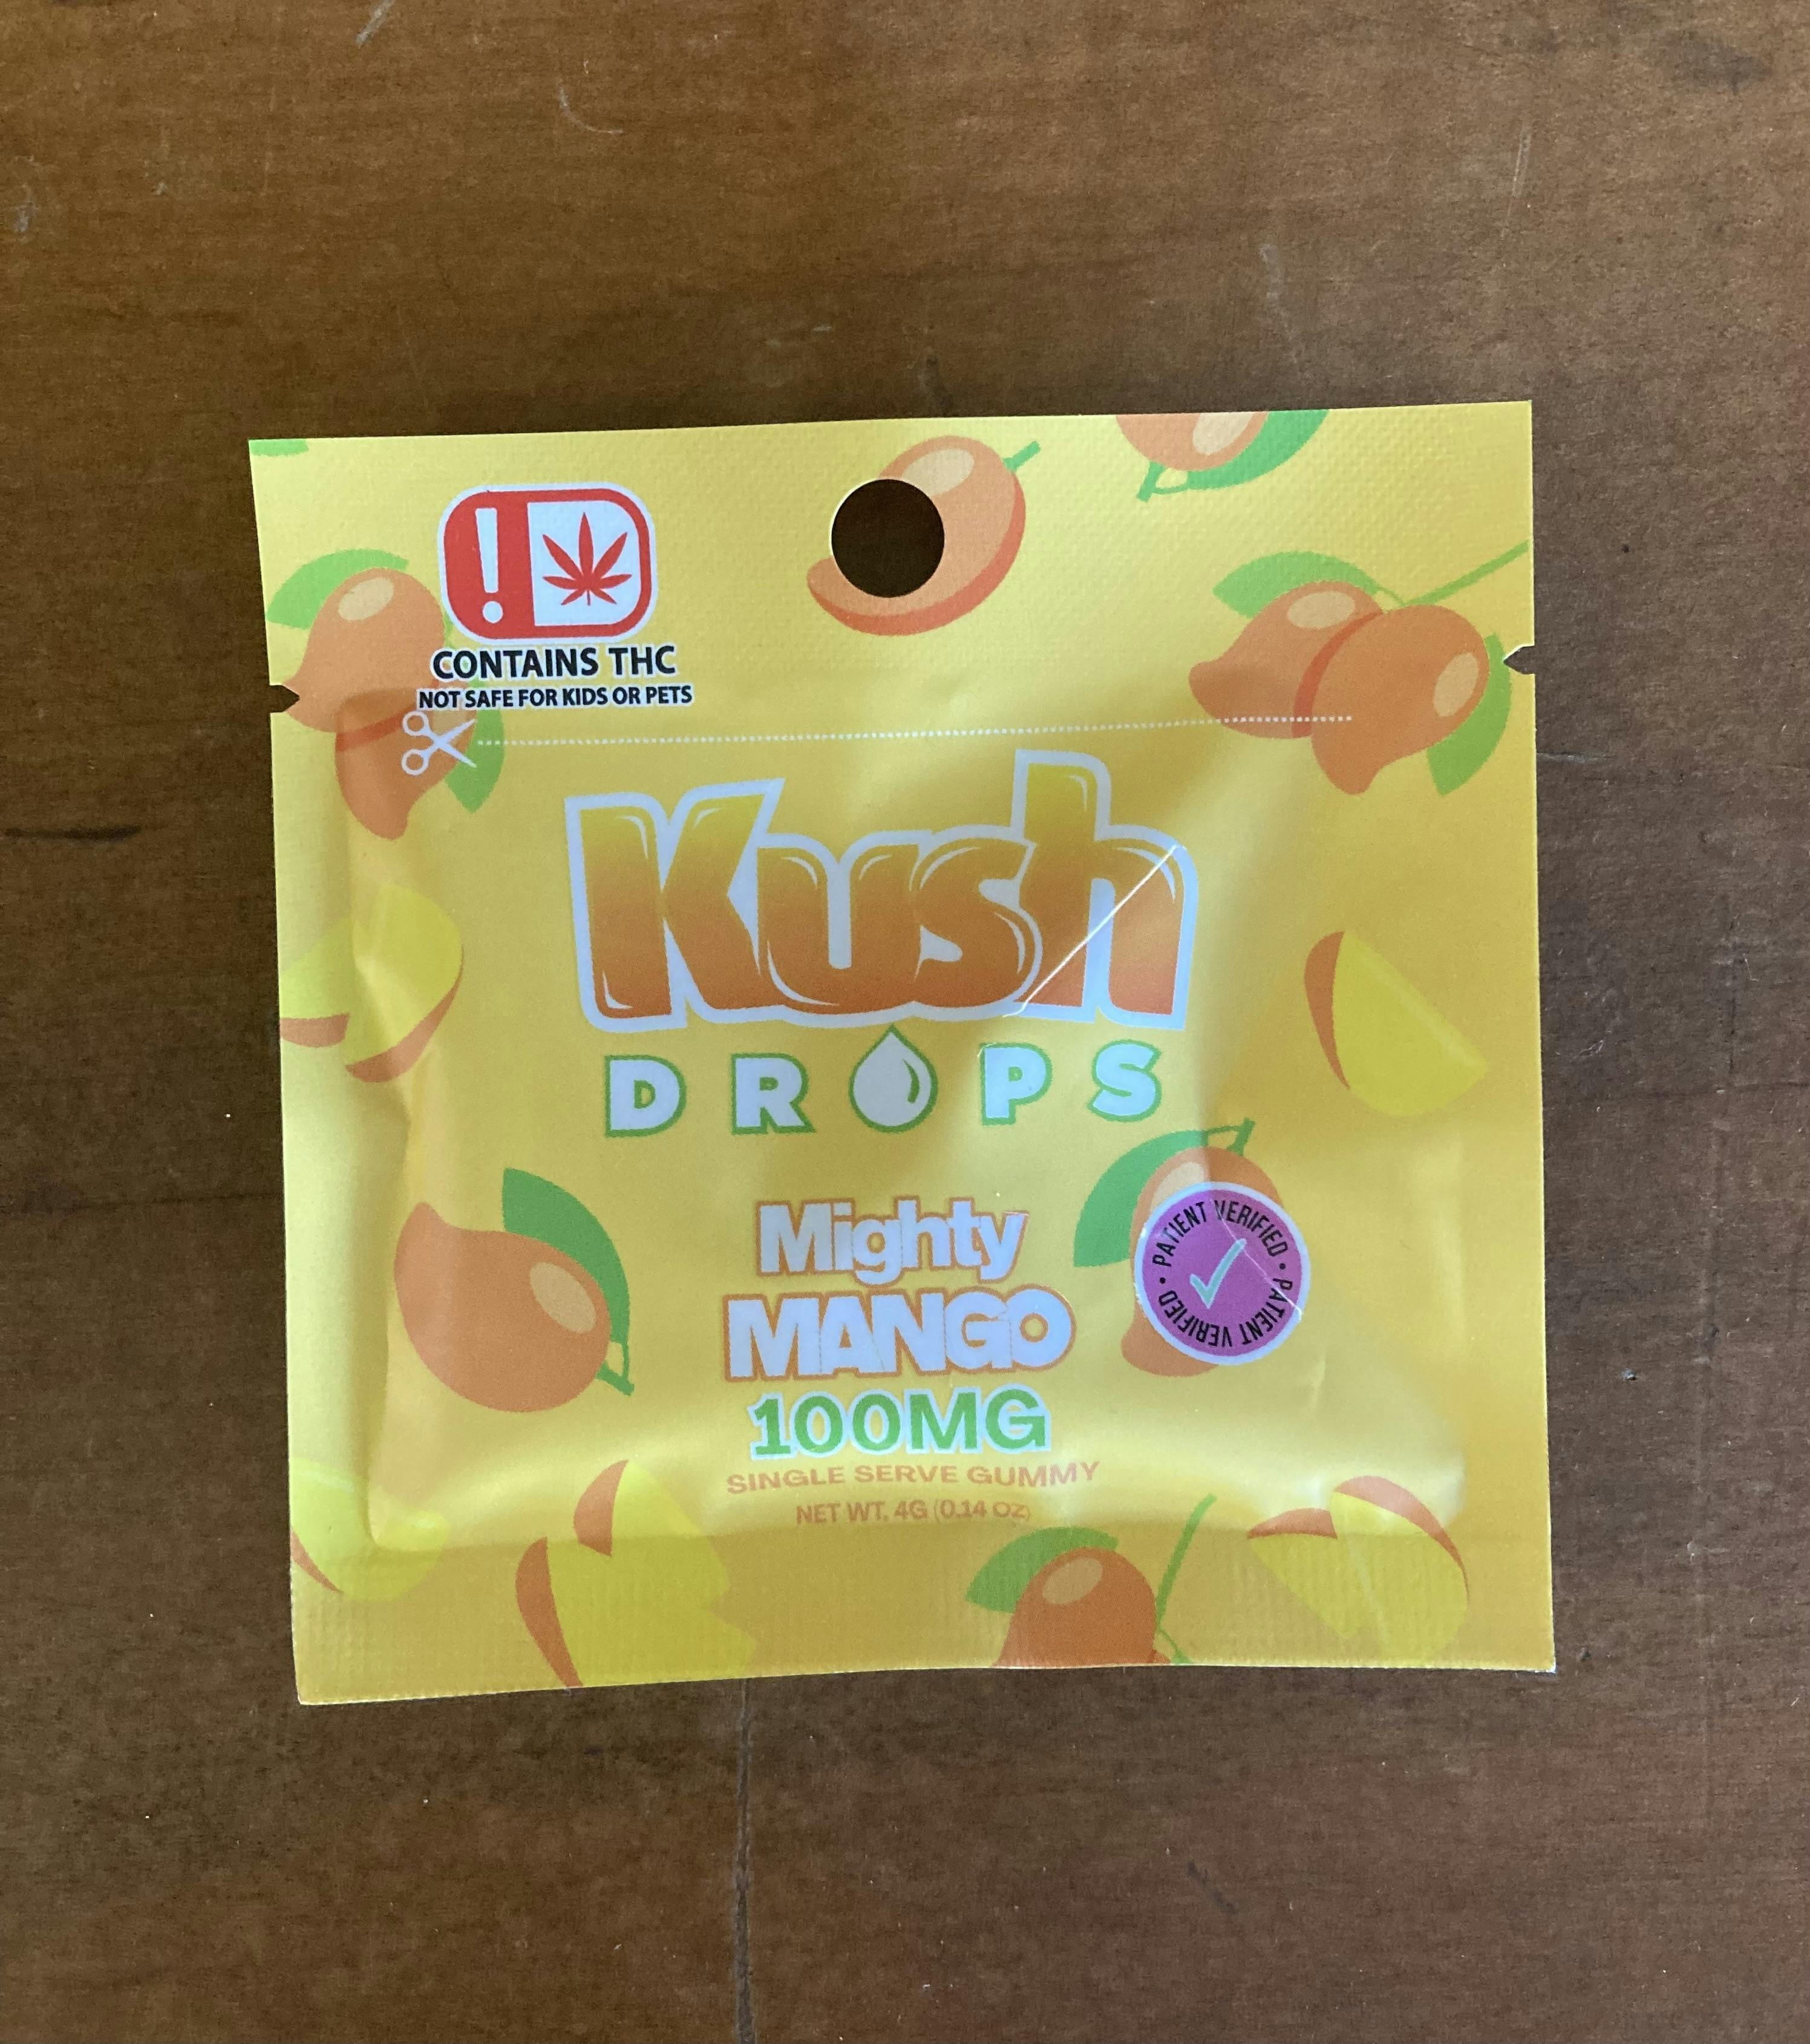 !
CONTAINS THC
NOT SAFE FOR KIDS OR PETS
Kush
DROPS
Mighty
MANGO
100MG
SINGLE SERVE GUMMY
NET WT. 4G (0.14 OZ)
PATIENT VERIFIED • PATIENT VERIFIED •